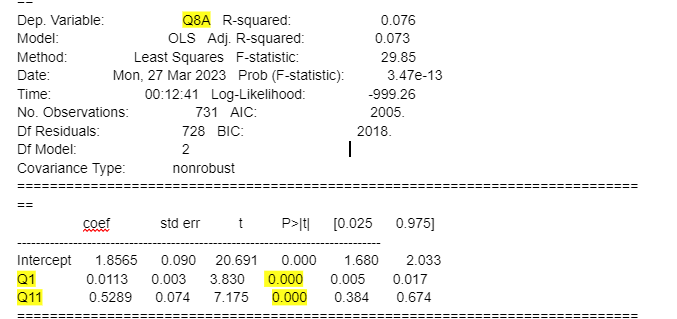 ==
Dep. Variable: Q8A R-squared: 0.076
Model: OLS Adj. R-squared: 0.073
Method: Least Squares F-statistic: 29.85
Date: Mon, 27 Mar 2023 Prob (F-statistic): 3.47e-13
Time: 00:12:41 Log-Likelihood: -999.26
No. Observations: 731 AIC: 2005.
Df Residuals: 728 BIC: 2018.
Df Model: 2
Covariance Type: nonrobust
==============================================================================
==
coef std err t P>|t| [0.025 0.975]
------------------------------------------------------------------------------
Intercept 1.8565 0.090 20.691 0.000 1.680 2.033
Q1 0.0113 0.003 3.830 0.000 0.005 0.017
Q11 0.5289 0.074 7.175 0.000 0.384 0.674
==============================================================================